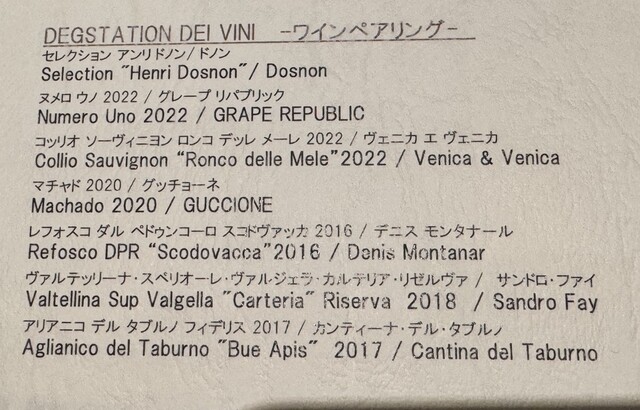 DEGSTATION DEI VINI -ワインペアリング-
セレクション アンリ ドノン/ ドノン
Selection "Henri Dosnon"/ Dosnon
ヌメロ ウノ 2022 / グレープ リパブリック
Numero Uno 2022 / GRAPE REPUBLIC
コッリオ ソーヴィニヨン ロンコ デッレ メーレ 2022 / ヴェニカ エ ヴェニカ
Collio Sauvignon “Ronco delle Mele”2022 / Venica & Venica
マチャド 2020 / グッチョーネ
Machado 2020 / GUCCIONE
レフォスコ ダル ペドゥンコーロ スコドヴァッカ 2016 / デニス モンタナール
Refosco DPR “Scodovacca”2016 / Denis Montanar
ヴァルテッリーナ・スペリオーレ・ヴァルジェラ・カルテリア・リゼルヴァ / サンドロ・ファイ
Valtellina Sup Valgella "Carteria" Riserva 2018 / Sandro Fay
アリアニコ デル タブルノ フィデリス 2017 / カンティーナ・デル・タブルノ
Aglianico del Taburno "Bue Apis" 2017 / Cantina del Taburno